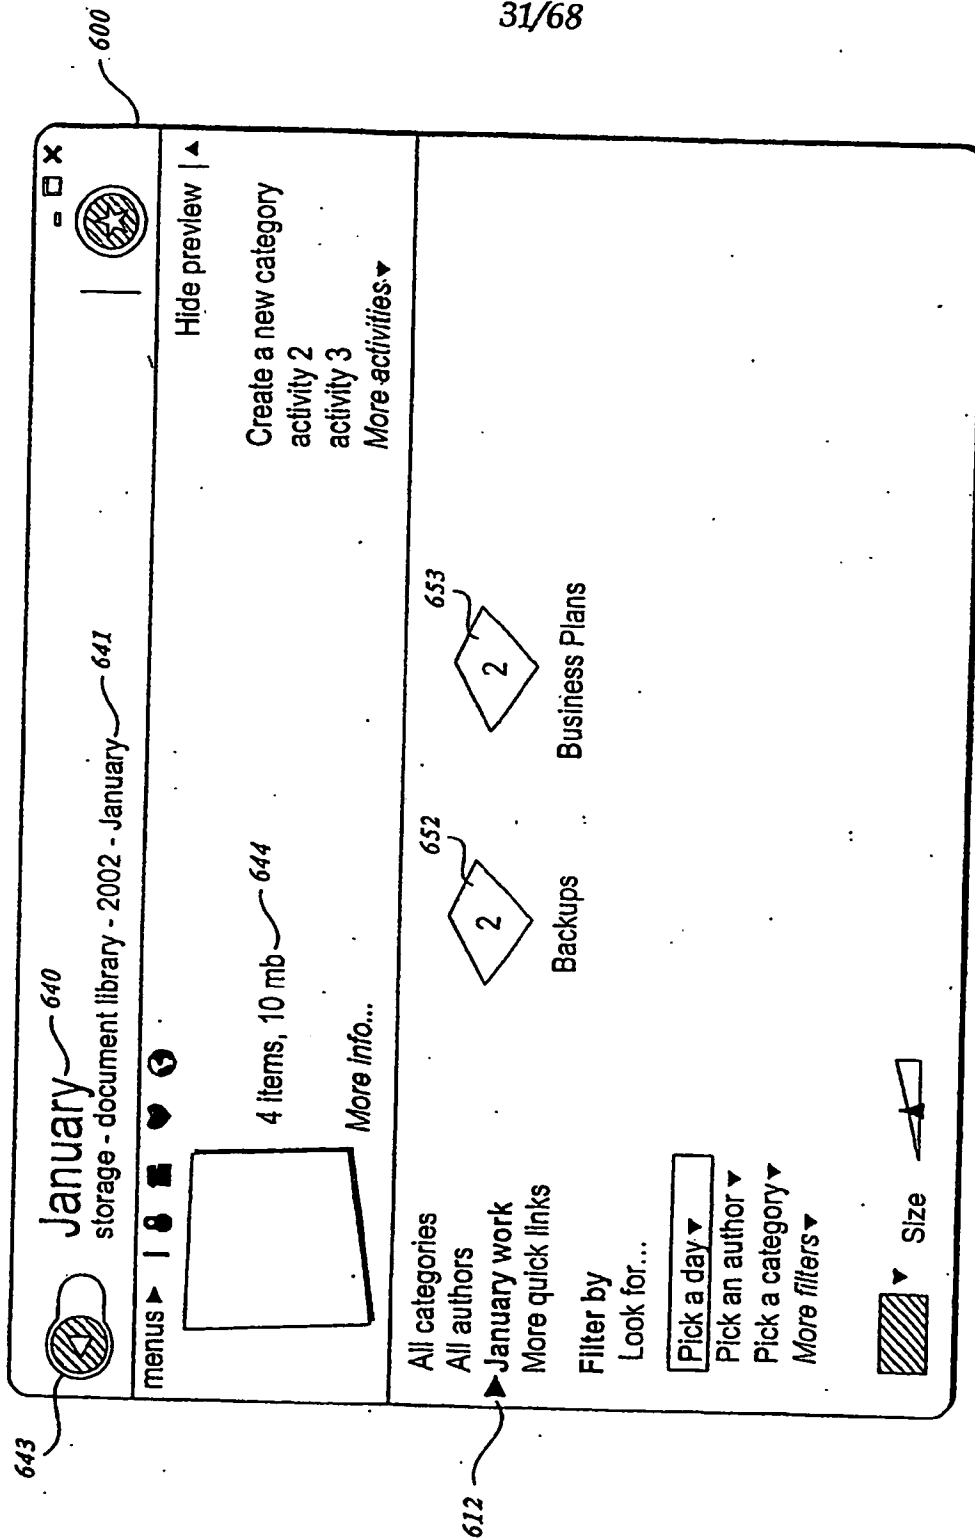 31/68
600
January 640
storage - document library - 2002 - January 641
643
menus
Hide preview
4 items, 10 mb 644
More info...
Create a new category
activity 2
activity 3
More activities
All categories
All authors
January work
More quick links
612
Filter by
Look for...
Pick a day
Pick an author
Pick a category
More filters
Size
652
2
Backups
653
2
Business Plans